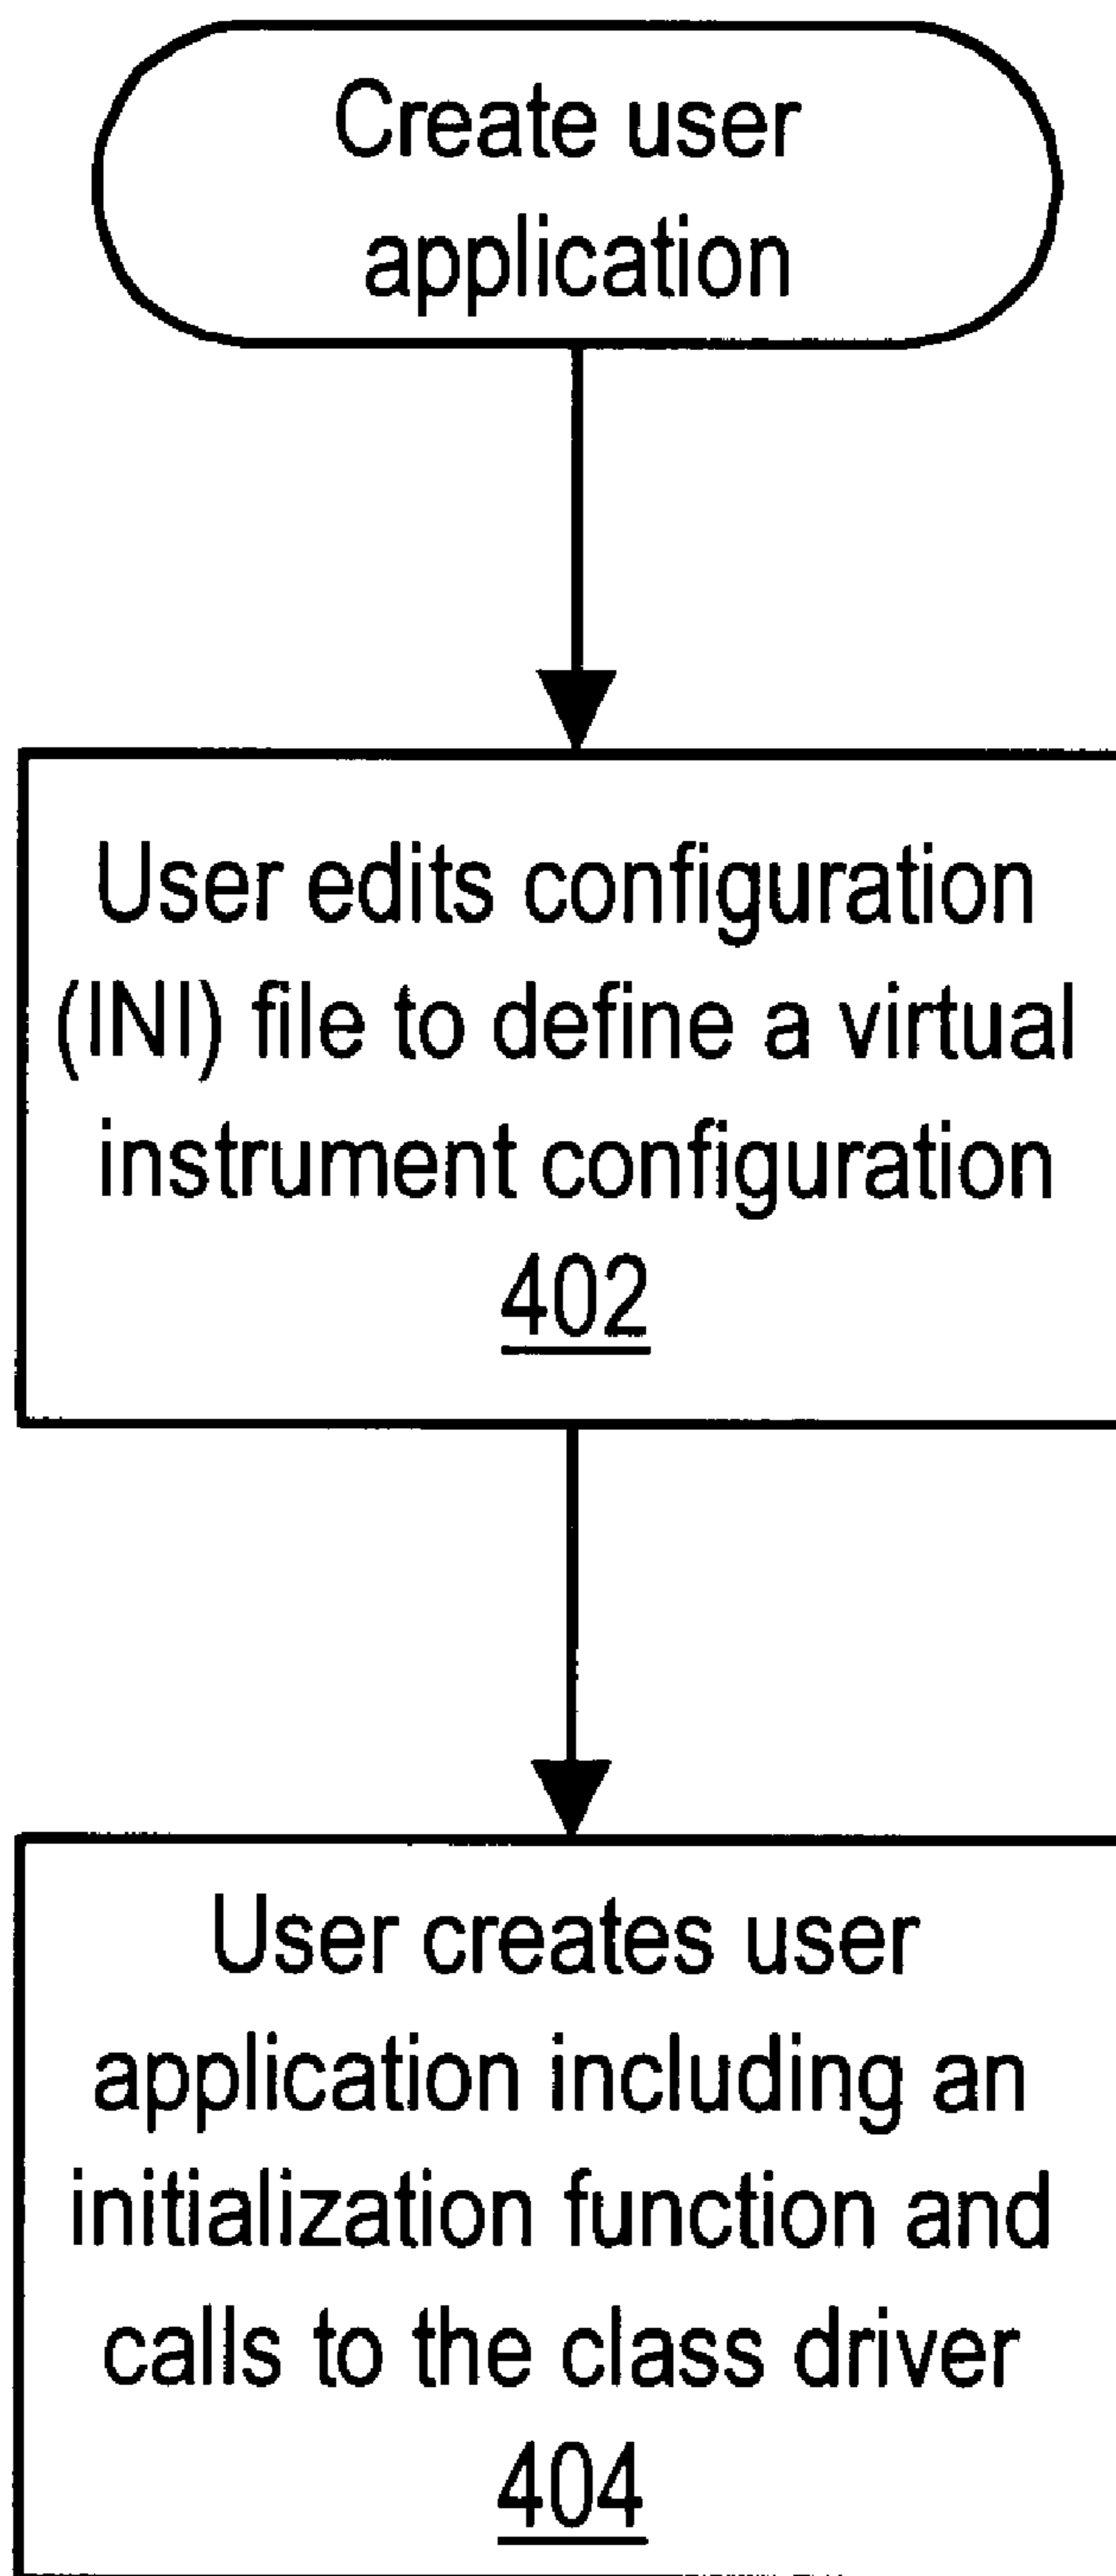 Create user
application
User edits configuration
(INI) file to define a virtual
instrument configuration
402
User creates user
application including an
initialization function and
calls to the class driver
404